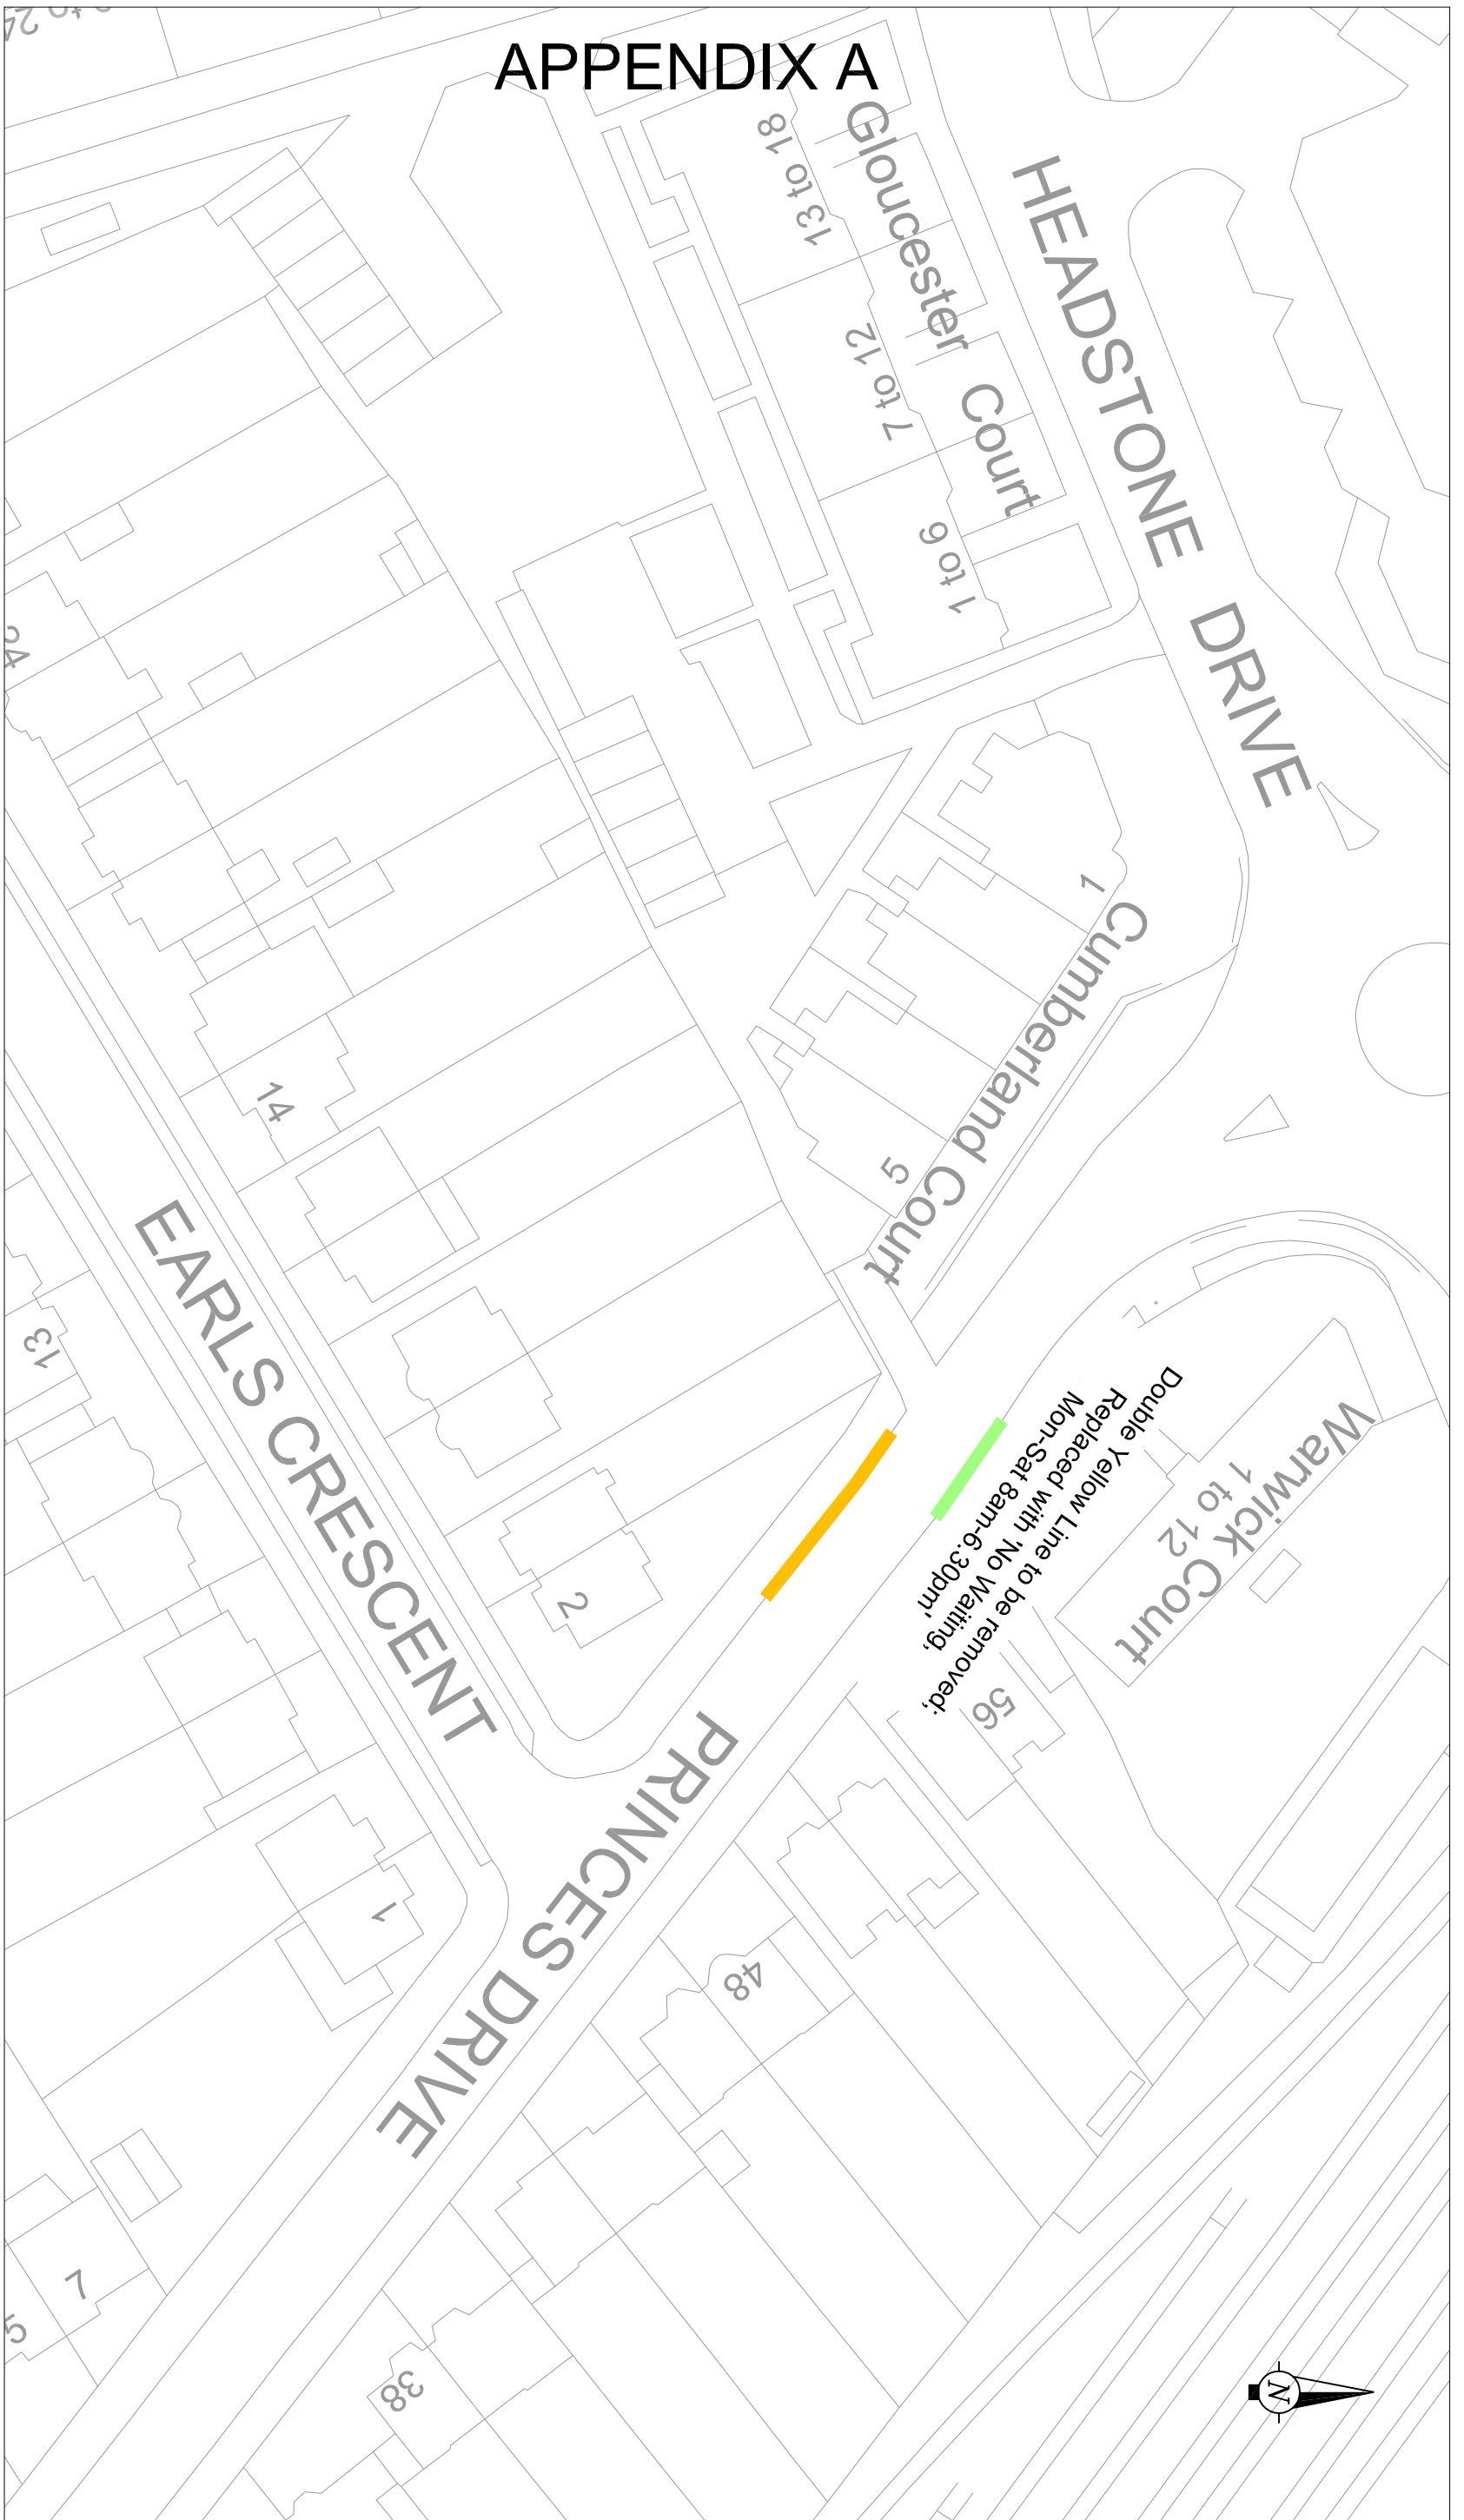 APPENDIX A
HEADSTONE DRIVE
Gloucester Court
13 to 18
7 to 12
1 to 6
24
1
Cumberland Court
5
14
EARLS CRESCENT
13
2
1
Double Yellow Line to be removed;
Replaced with 'No Waiting,
Mon-Sat 8am-6.30pm'
Warwick Court
1 to 12
56
PRINCES DRIVE
48
7
5
38
N